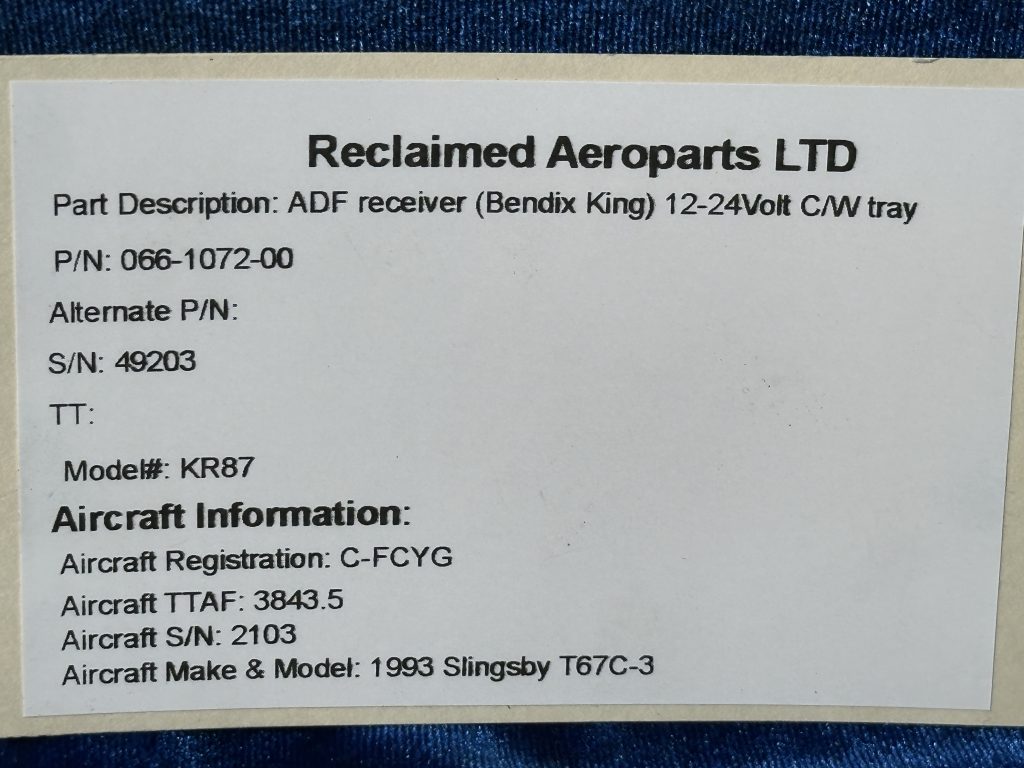 Reclaimed Aeroparts LTD
Part Description: ADF receiver (Bendix King) 12-24Volt C/W tray
P/N: 066-1072-00
Alternate P/N:
S/N: 49203
TT:
Model#: KR87
Aircraft Information:
Aircraft Registration: C-FCYG
Aircraft TTAF: 3843.5
Aircraft S/N: 2103
Aircraft Make & Model: 1993 Slingsby T67C-3